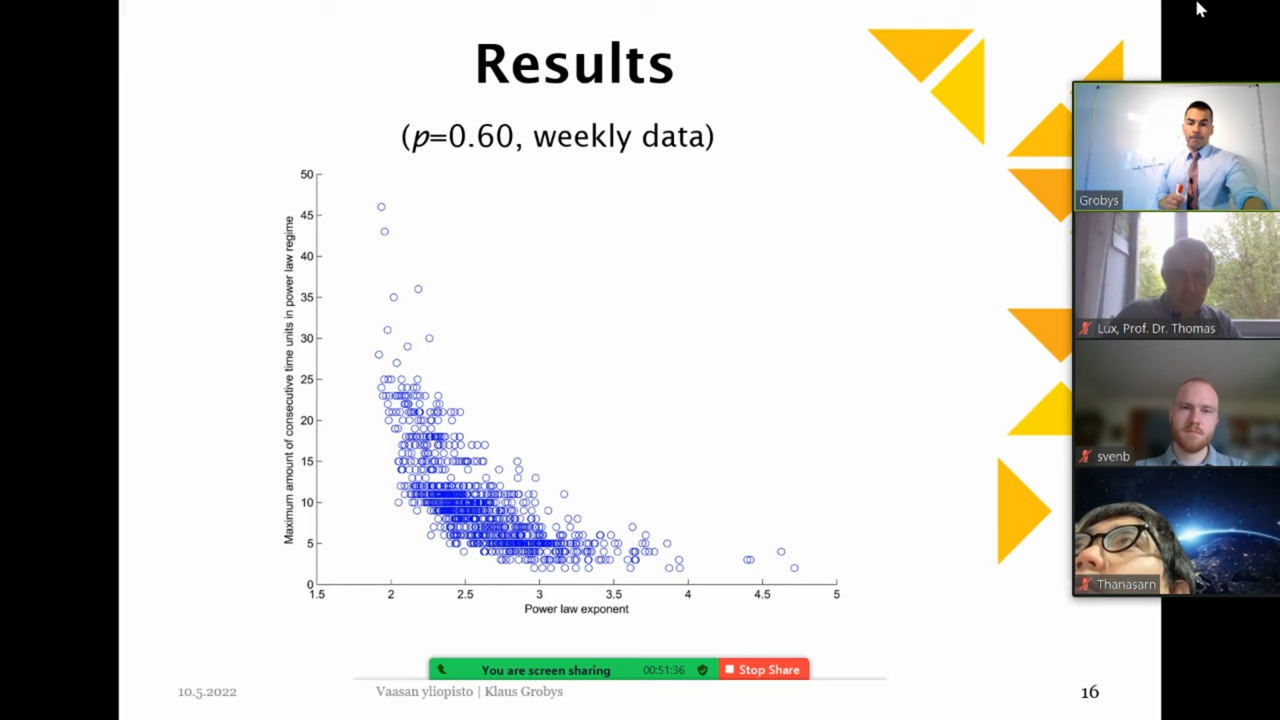 Results
(p=0.60, weekly data)
Maximum amount of consecutive time units in power law regime
50
45
40
35
30
25
20
15
10
5
0
1.5 2 2.5 3 3.5 4 4.5 5
Power law exponent
Grobys
Lux, Prof. Dr. Thomas
svenb
Thanasarn
You are screen sharing 00:51:36 Stop Share
10.5.2022 Vaasan yliopisto | Klaus Grobys 16